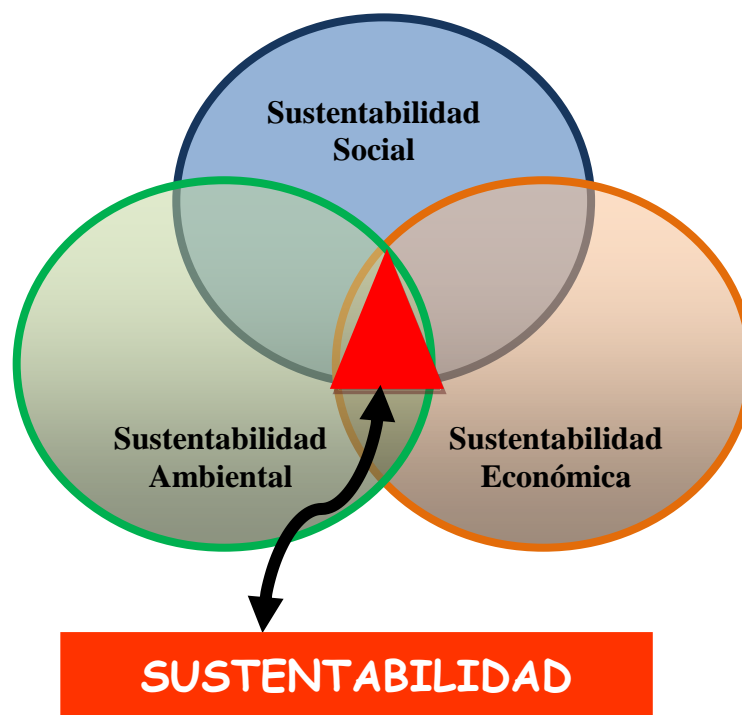 Sustentabilidad
Social
Sustentabilidad
Ambiental
Sustentabilidad
Económica
SUSTENTABILIDAD